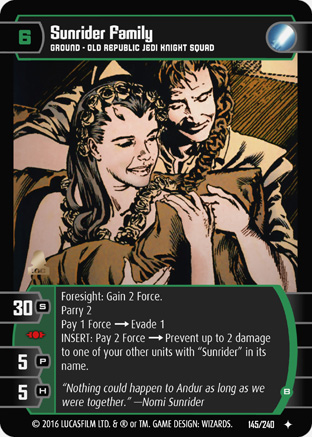 6
Sunrider Family
GROUND - OLD REPUBLIC JEDI KNIGHT SQUAD
30 S
5 P
5 H
Foresight: Gain 2 Force.
Parry 2
Pay 1 Force → Evade 1
INSERT: Pay 2 Force → Prevent up to 2 damage
to one of your other units with “Sunrider” in its
name.
“Nothing could happen to Andur as long as we
were together.” —Nomi Sunrider
B
© 2016 LUCASFILM LTD. & ® or TM. GAME DESIGN: WIZARDS. 145/240